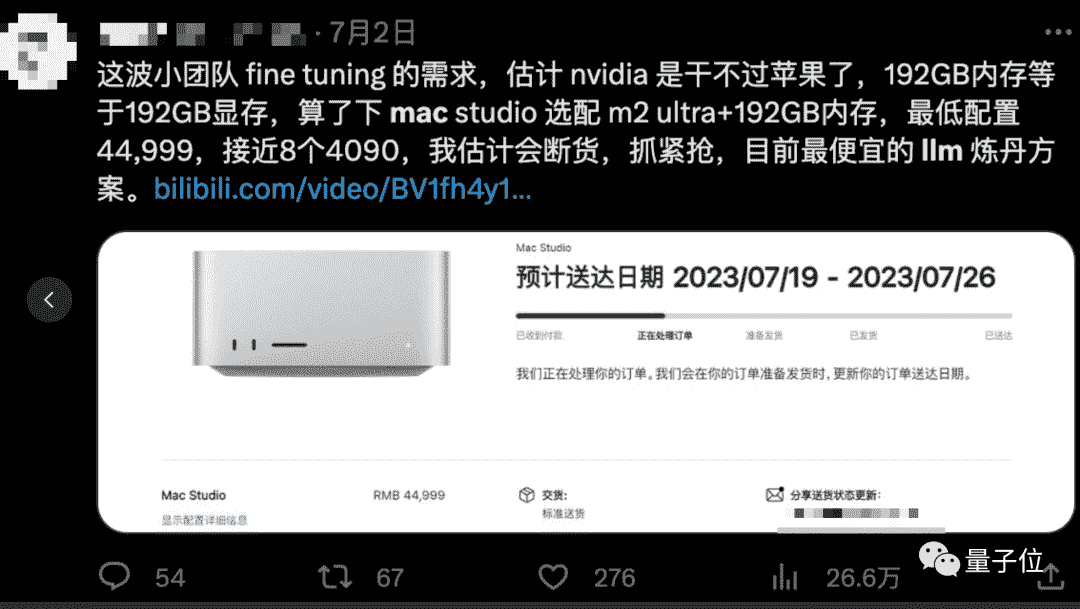 · 7月2日
这波小团队 fine tuning 的需求，估计 nvidia 是干不过苹果了，192GB内存等
于192GB显存，算了下 mac studio 选配 m2 ultra+192GB内存，最低配置
44,999，接近8个4090，我估计会断货，抓紧抢，目前最便宜的 llm 炼丹方
案。bilibili.com/video/BV1fh4y1...
Mac Studio
预计送达日期 2023/07/19 - 2023/07/26
已收到付款 正在处理订单 准备发货 已发货 已送达
我们正在处理你的订单。我们会在你的订单准备发货时，更新你的订单送达日期。
Mac Studio RMB 44,999 交货： 分享送货状态更新：
显示配置详细信息 标准送货
量子位
54 67 276 26.6万